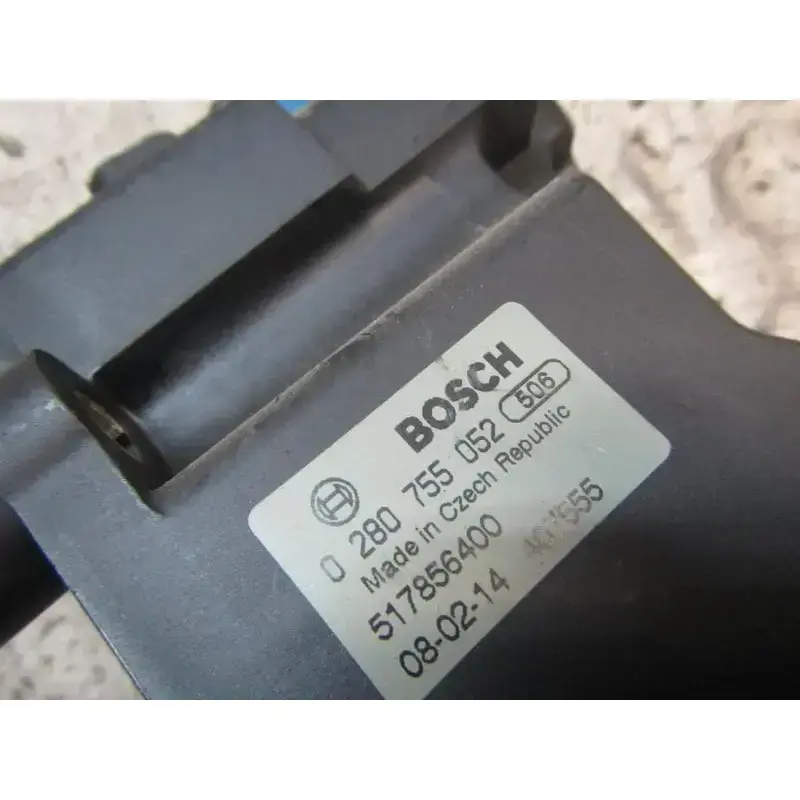 BOSCH
0 280 755 052 506
Made in Czech Republic
517856400
08-02-14